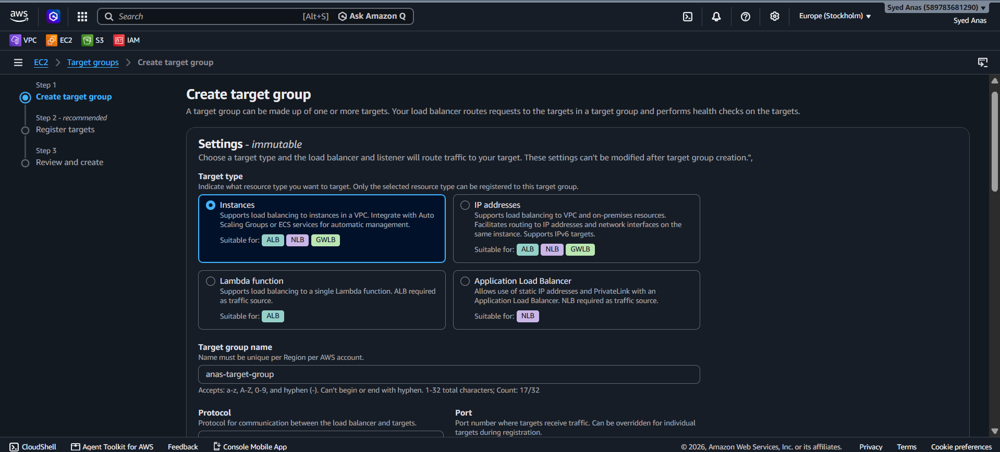 aws
Search [Alt+S] Ask Amazon Q
Europe (Stockholm)
Syed Anas (589783681290)
Syed Anas
VPC EC2 S3 IAM
EC2 Target groups Create target group
Step 1
Create target group
Step 2 - recommended
Register targets
Step 3
Review and create
Create target group
A target group can be made up of one or more targets. Your load balancer routes requests to the targets in a target group and performs health checks on the targets.
Settings - immutable
Choose a target type and the load balancer and listener will route traffic to your target. These settings can't be modified after target group creation.",
Target type
Indicate what resource type you want to target. Only the selected resource type can be registered to this target group.
Instances
Supports load balancing to instances in a VPC. Integrate with Auto
Scaling Groups or ECS services for automatic management.
Suitable for: ALB NLB GWLB
IP addresses
Supports load balancing to VPC and on-premises resources.
Facilitates routing to IP addresses and network interfaces on the
same instance. Supports IPv6 targets.
Suitable for: ALB NLB GWLB
Lambda function
Supports load balancing to a single Lambda function. ALB required
as traffic source.
Suitable for: ALB
Application Load Balancer
Allows use of static IP addresses and PrivateLink with an
Application Load Balancer. NLB required as traffic source.
Suitable for: NLB
Target group name
Name must be unique per Region per AWS account.
anas-target-group
Accepts: a-z, A-Z, 0-9, and hyphen (-). Can't begin or end with hyphen. 1-32 total characters; Count: 17/32
Protocol
Protocol for communication between the load balancer and targets.
Port
Port number where targets receive traffic. Can be overridden for individual
targets during registration.
CloudShell Agent Toolkit for AWS Feedback Console Mobile App
© 2026, Amazon Web Services, Inc. or its affiliates. Privacy Terms Cookie preferences